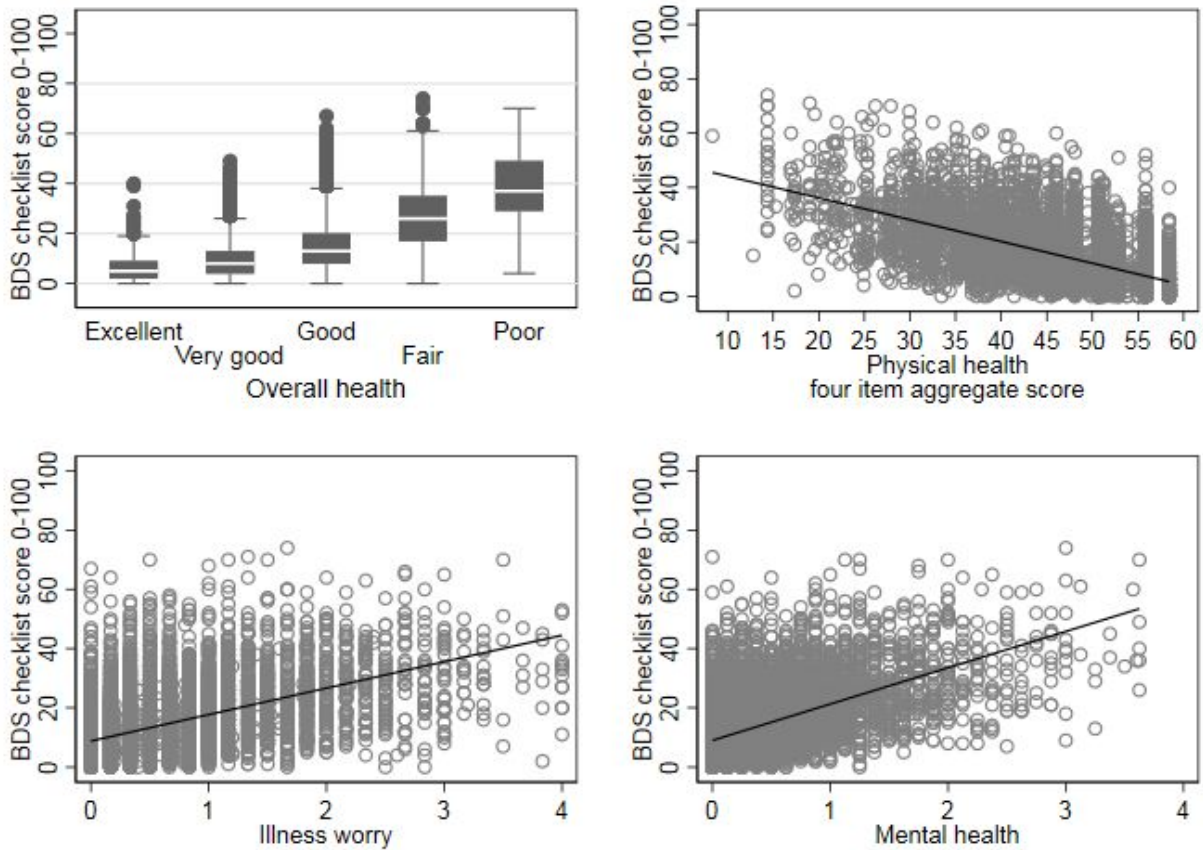 BDS checklist score 0-100
100
80
60
40
20
0
Excellent
Very good
Good
Fair
Poor
Overall health
BDS checklist score 0-100
100
80
60
40
20
0
10 15 20 25 30 35 40 45 50 55 60
Physical health
four item aggregate score
BDS checklist score 0-100
100
80
60
40
20
0
0 1 2 3 4
Illness worry
BDS checklist score 0-100
100
80
60
40
20
0
0 1 2 3 4
Mental health